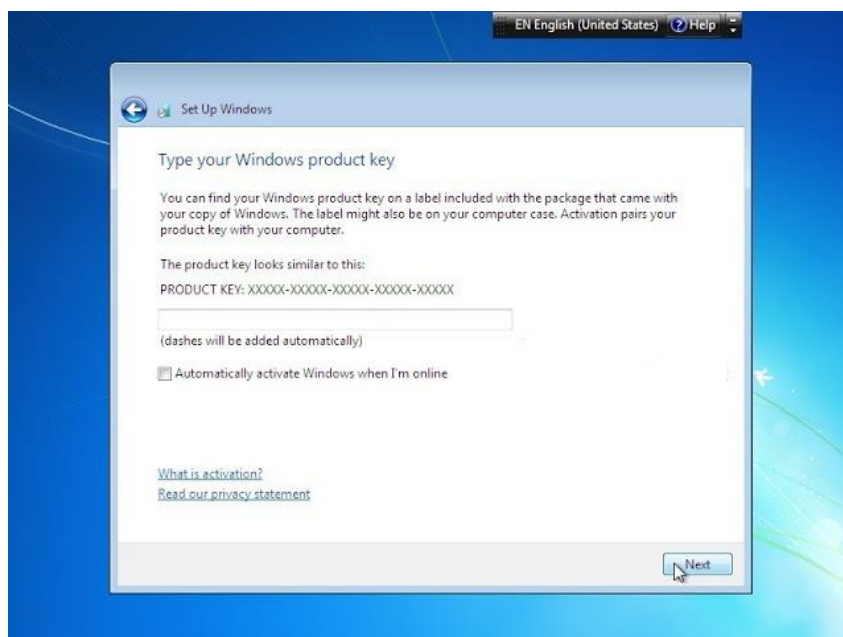 EN English (United States) Help
Set Up Windows
Type your Windows product key
You can find your Windows product key on a label included with the package that came with
your copy of Windows. The label might also be on your computer case. Activation pairs your
product key with your computer.
The product key looks similar to this:
PRODUCT KEY: XXXXX-XXXXX-XXXXX-XXXXX-XXXXX
(dashes will be added automatically)
Automatically activate Windows when I'm online
What is activation?
Read our privacy statement
Next